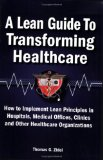 A Lean Guide To
Transforming
Healthcare
How to Implement Lean Principles in
Hospitals, Medical Offices, Clinics
and Other Healthcare Organizations
Thomas G. Zidel